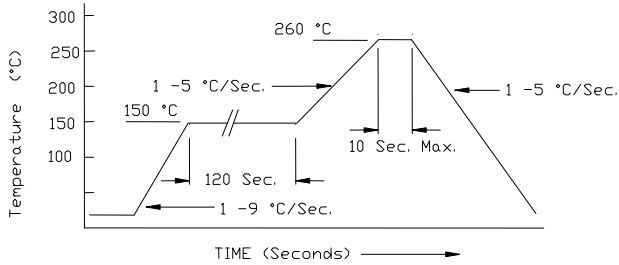 300
260 °C
250
200
1 -5 °C/Sec.
1 -5 °C/Sec.
150 °C
150
10 Sec. Max.
100
120 Sec.
1 -9 °C/Sec.
Temperature (°C)
TIME (Seconds)